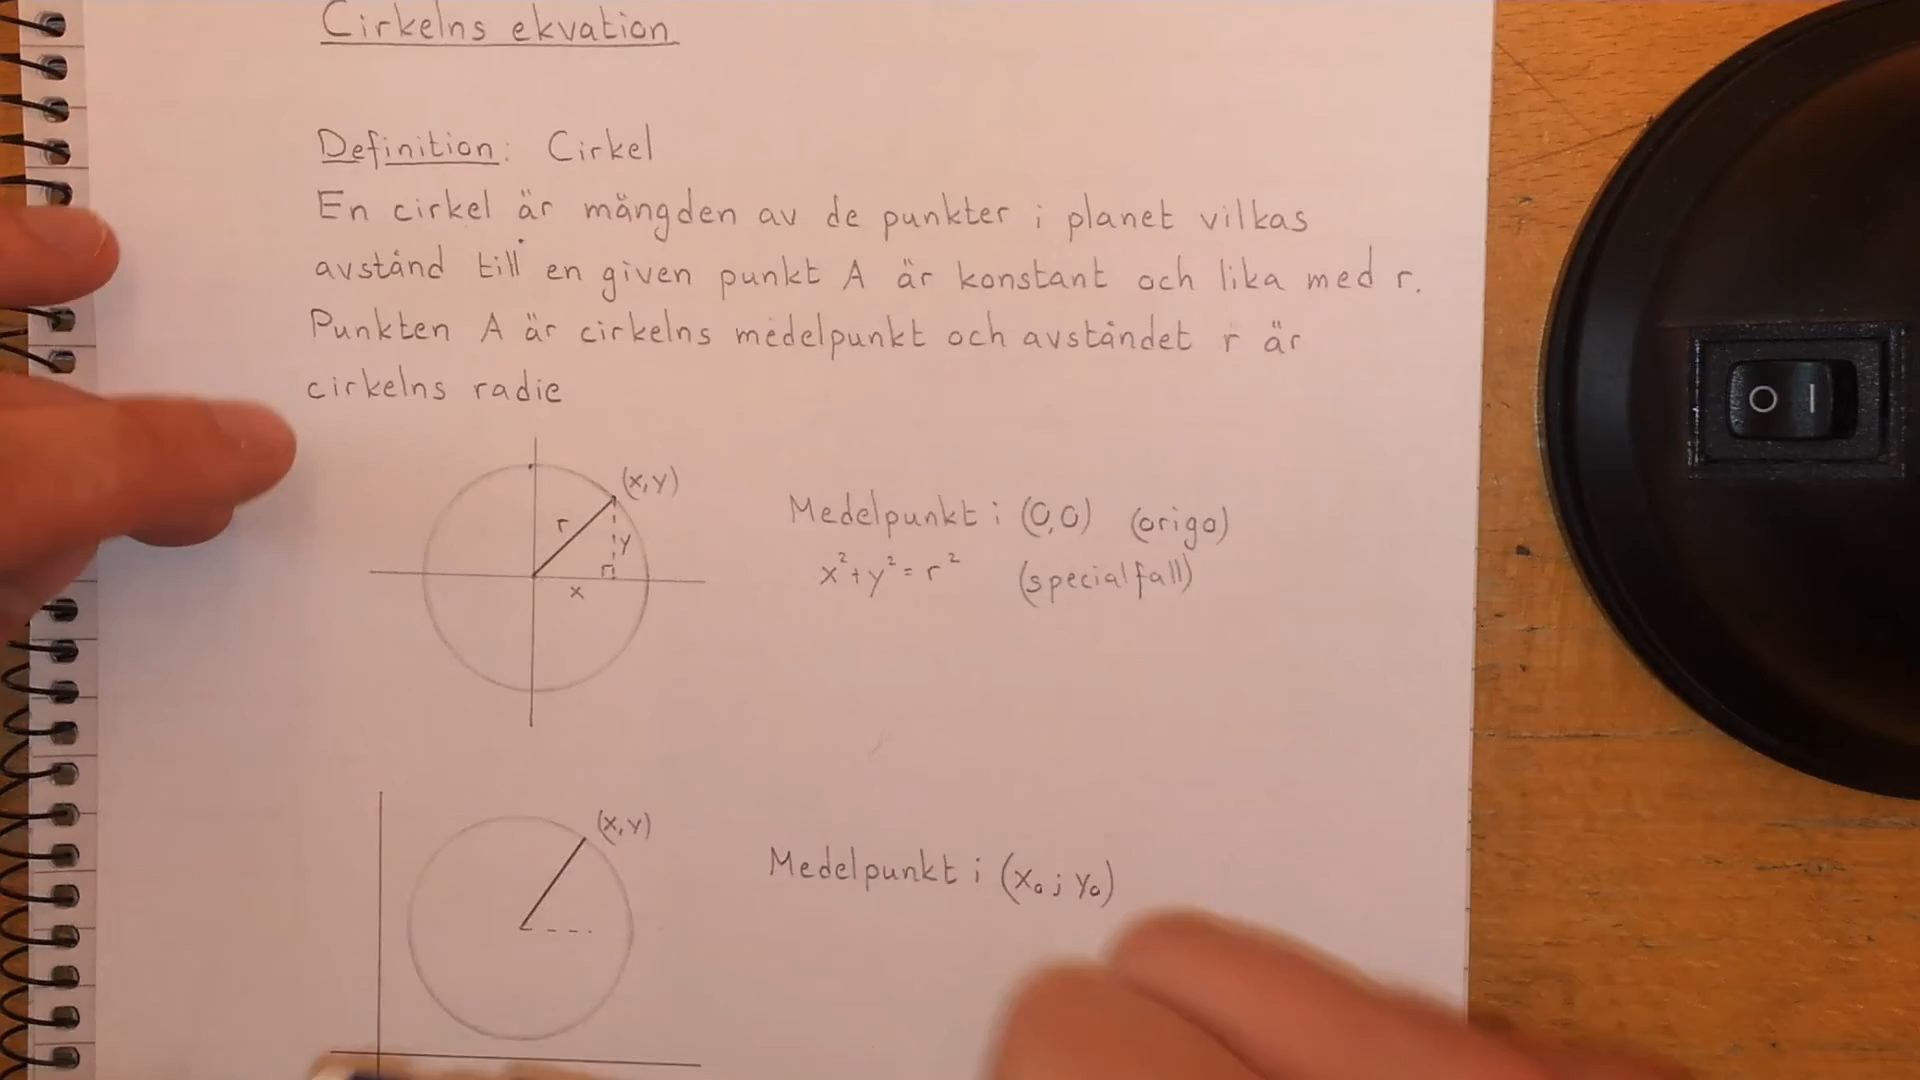 Cirkelns ekvation
Definition: Cirkel
En cirkel är mängden av de punkter i planet vilkas
avstånd till en given punkt A är konstant och lika med r.
Punkten A är cirkelns medelpunkt och avståndet r är
cirkelns radie
(x,y)
r
y
x
Medelpunkt i (0,0) (origo)
x²+y²=r² (specialfall)
(x,y)
Medelpunkt i (x₀; y₀)
O I